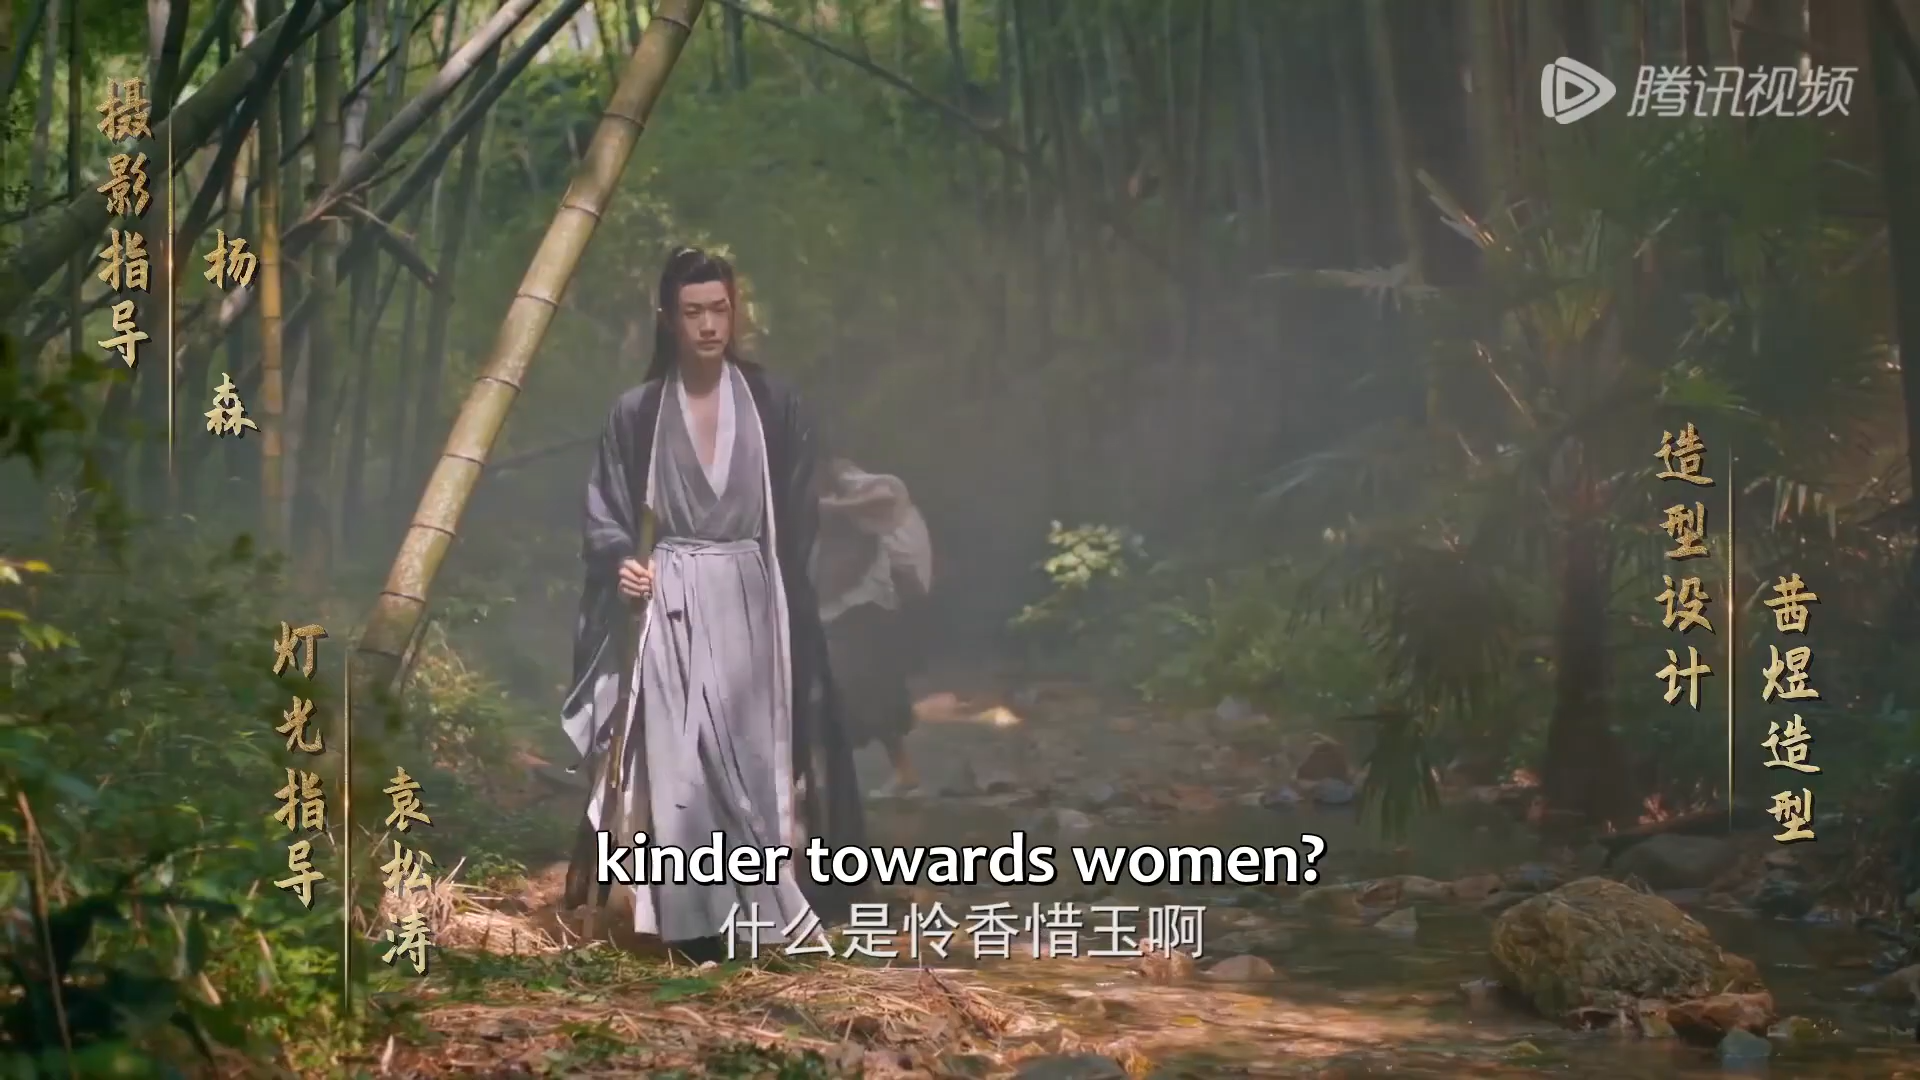 腾讯视频
摄影指导
杨森
灯光指导
袁松涛
造型设计
茜煜造型
kinder towards women?
什么是怜香惜玉啊